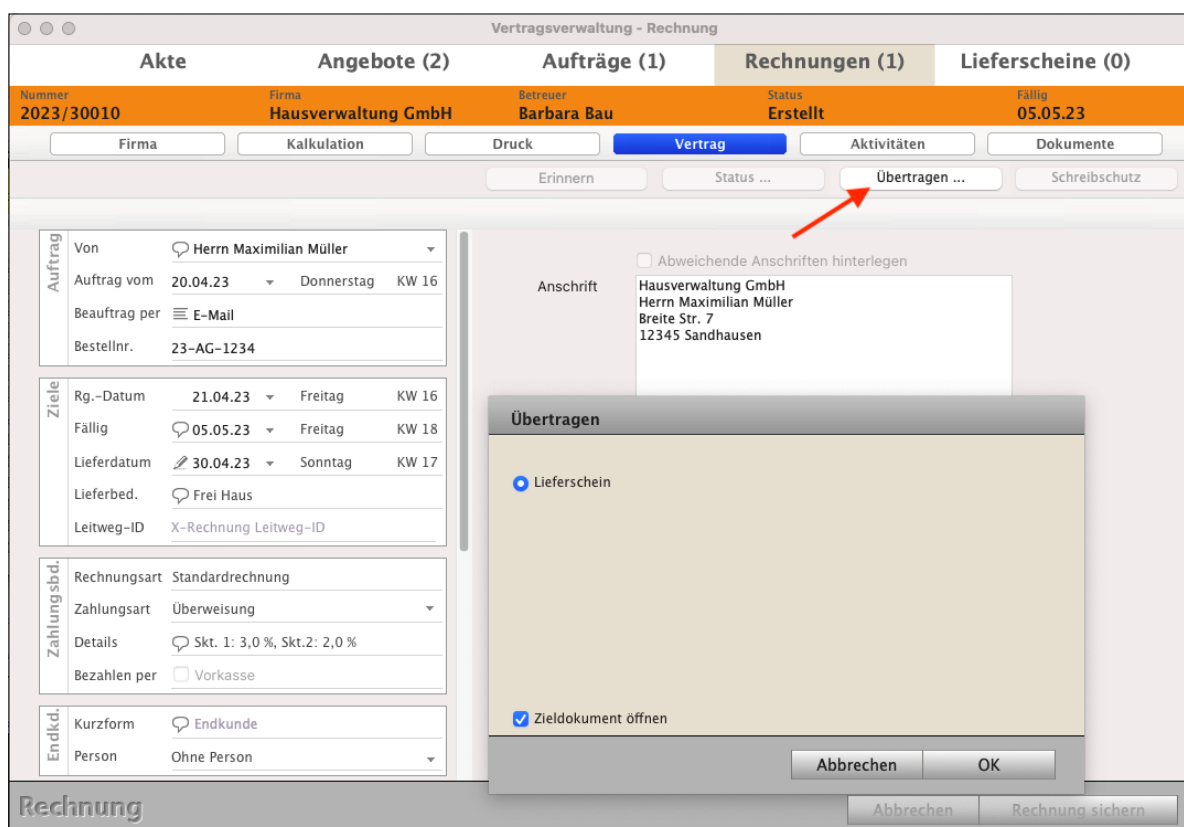 Vertragsverwaltung - Rechnung
Akte Angebote (2) Aufträge (1) Rechnungen (1) Lieferscheine (0)
Nummer Firma Betreuer Status Fällig
2023/30010 Hausverwaltung GmbH Barbara Bau Erstellt 05.05.23
Firma Kalkulation Druck Vertrag Aktivitäten Dokumente
Erinnern Status ... Übertragen ... Schreibschutz
Auftrag
Von Herrn Maximilian Müller
Auftrag vom 20.04.23 Donnerstag KW 16
Beauftrag per E-Mail
Bestellnr. 23-AG-1234
Ziele
Rg.-Datum 21.04.23 Freitag KW 16
Fällig 05.05.23 Freitag KW 18
Lieferdatum 30.04.23 Sonntag KW 17
Lieferbed. Frei Haus
Leitweg-ID X-Rechnung Leitweg-ID
Zahlungsbd.
Rechnungsart Standardrechnung
Zahlungsart Überweisung
Details Skt. 1: 3,0 %, Skt.2: 2,0 %
Bezahlen per Vorkasse
Endkd.
Kurzform Endkunde
Person Ohne Person
Abweichende Anschriften hinterlegen
Anschrift
Hausverwaltung GmbH
Herrn Maximilian Müller
Breite Str. 7
12345 Sandhausen
Übertragen
Lieferschein
Zieldokument öffnen
Abbrechen OK
Rechnung Abbrechen Rechnung sichern